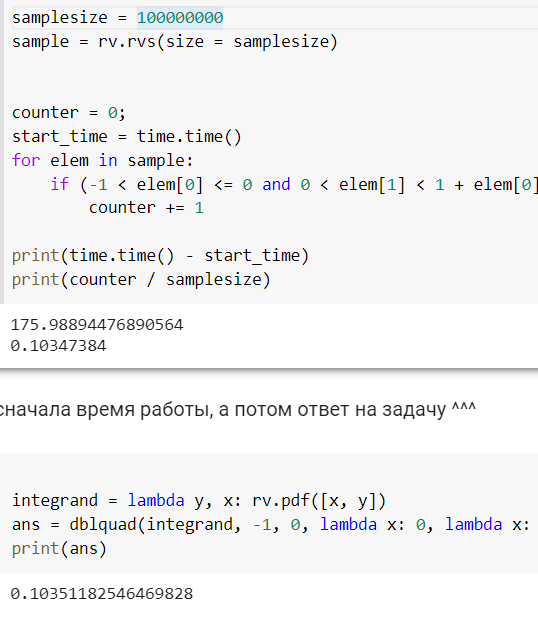 samplesize = 100000000
sample = rv.rvs(size = samplesize)
counter = 0;
start_time = time.time()
for elem in sample:
    if (-1 < elem[0] <= 0 and 0 < elem[1] < 1 + elem[0]
        counter += 1
print(time.time() - start_time)
print(counter / samplesize)
175.98894476890564
0.10347384
сначала время работы, а потом ответ на задачу ^^^
integrand = lambda y, x: rv.pdf([x, y])
ans = dblquad(integrand, -1, 0, lambda x: 0, lambda x:
print(ans)
0.10351182546469828